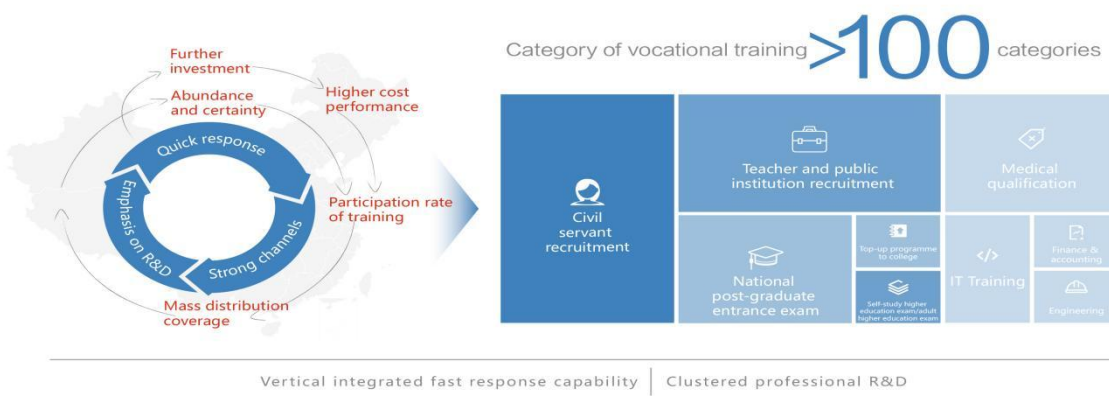 Further
investment
Abundance
and certainty
Higher cost
performance
Quick response
Emphasis on R&D
Strong channels
Participation rate
of training
Mass distribution
coverage
Category of vocational training >100 categories
Civil
servant
recruitment
Teacher and public
institution recruitment
Medical
qualification
National
post-graduate
entrance exam
Top-up programme
to college
Self-study higher
education exam/adult
higher education exam
IT Training
Finance &
accounting
Engineering
Vertical integrated fast response capability | Clustered professional R&D